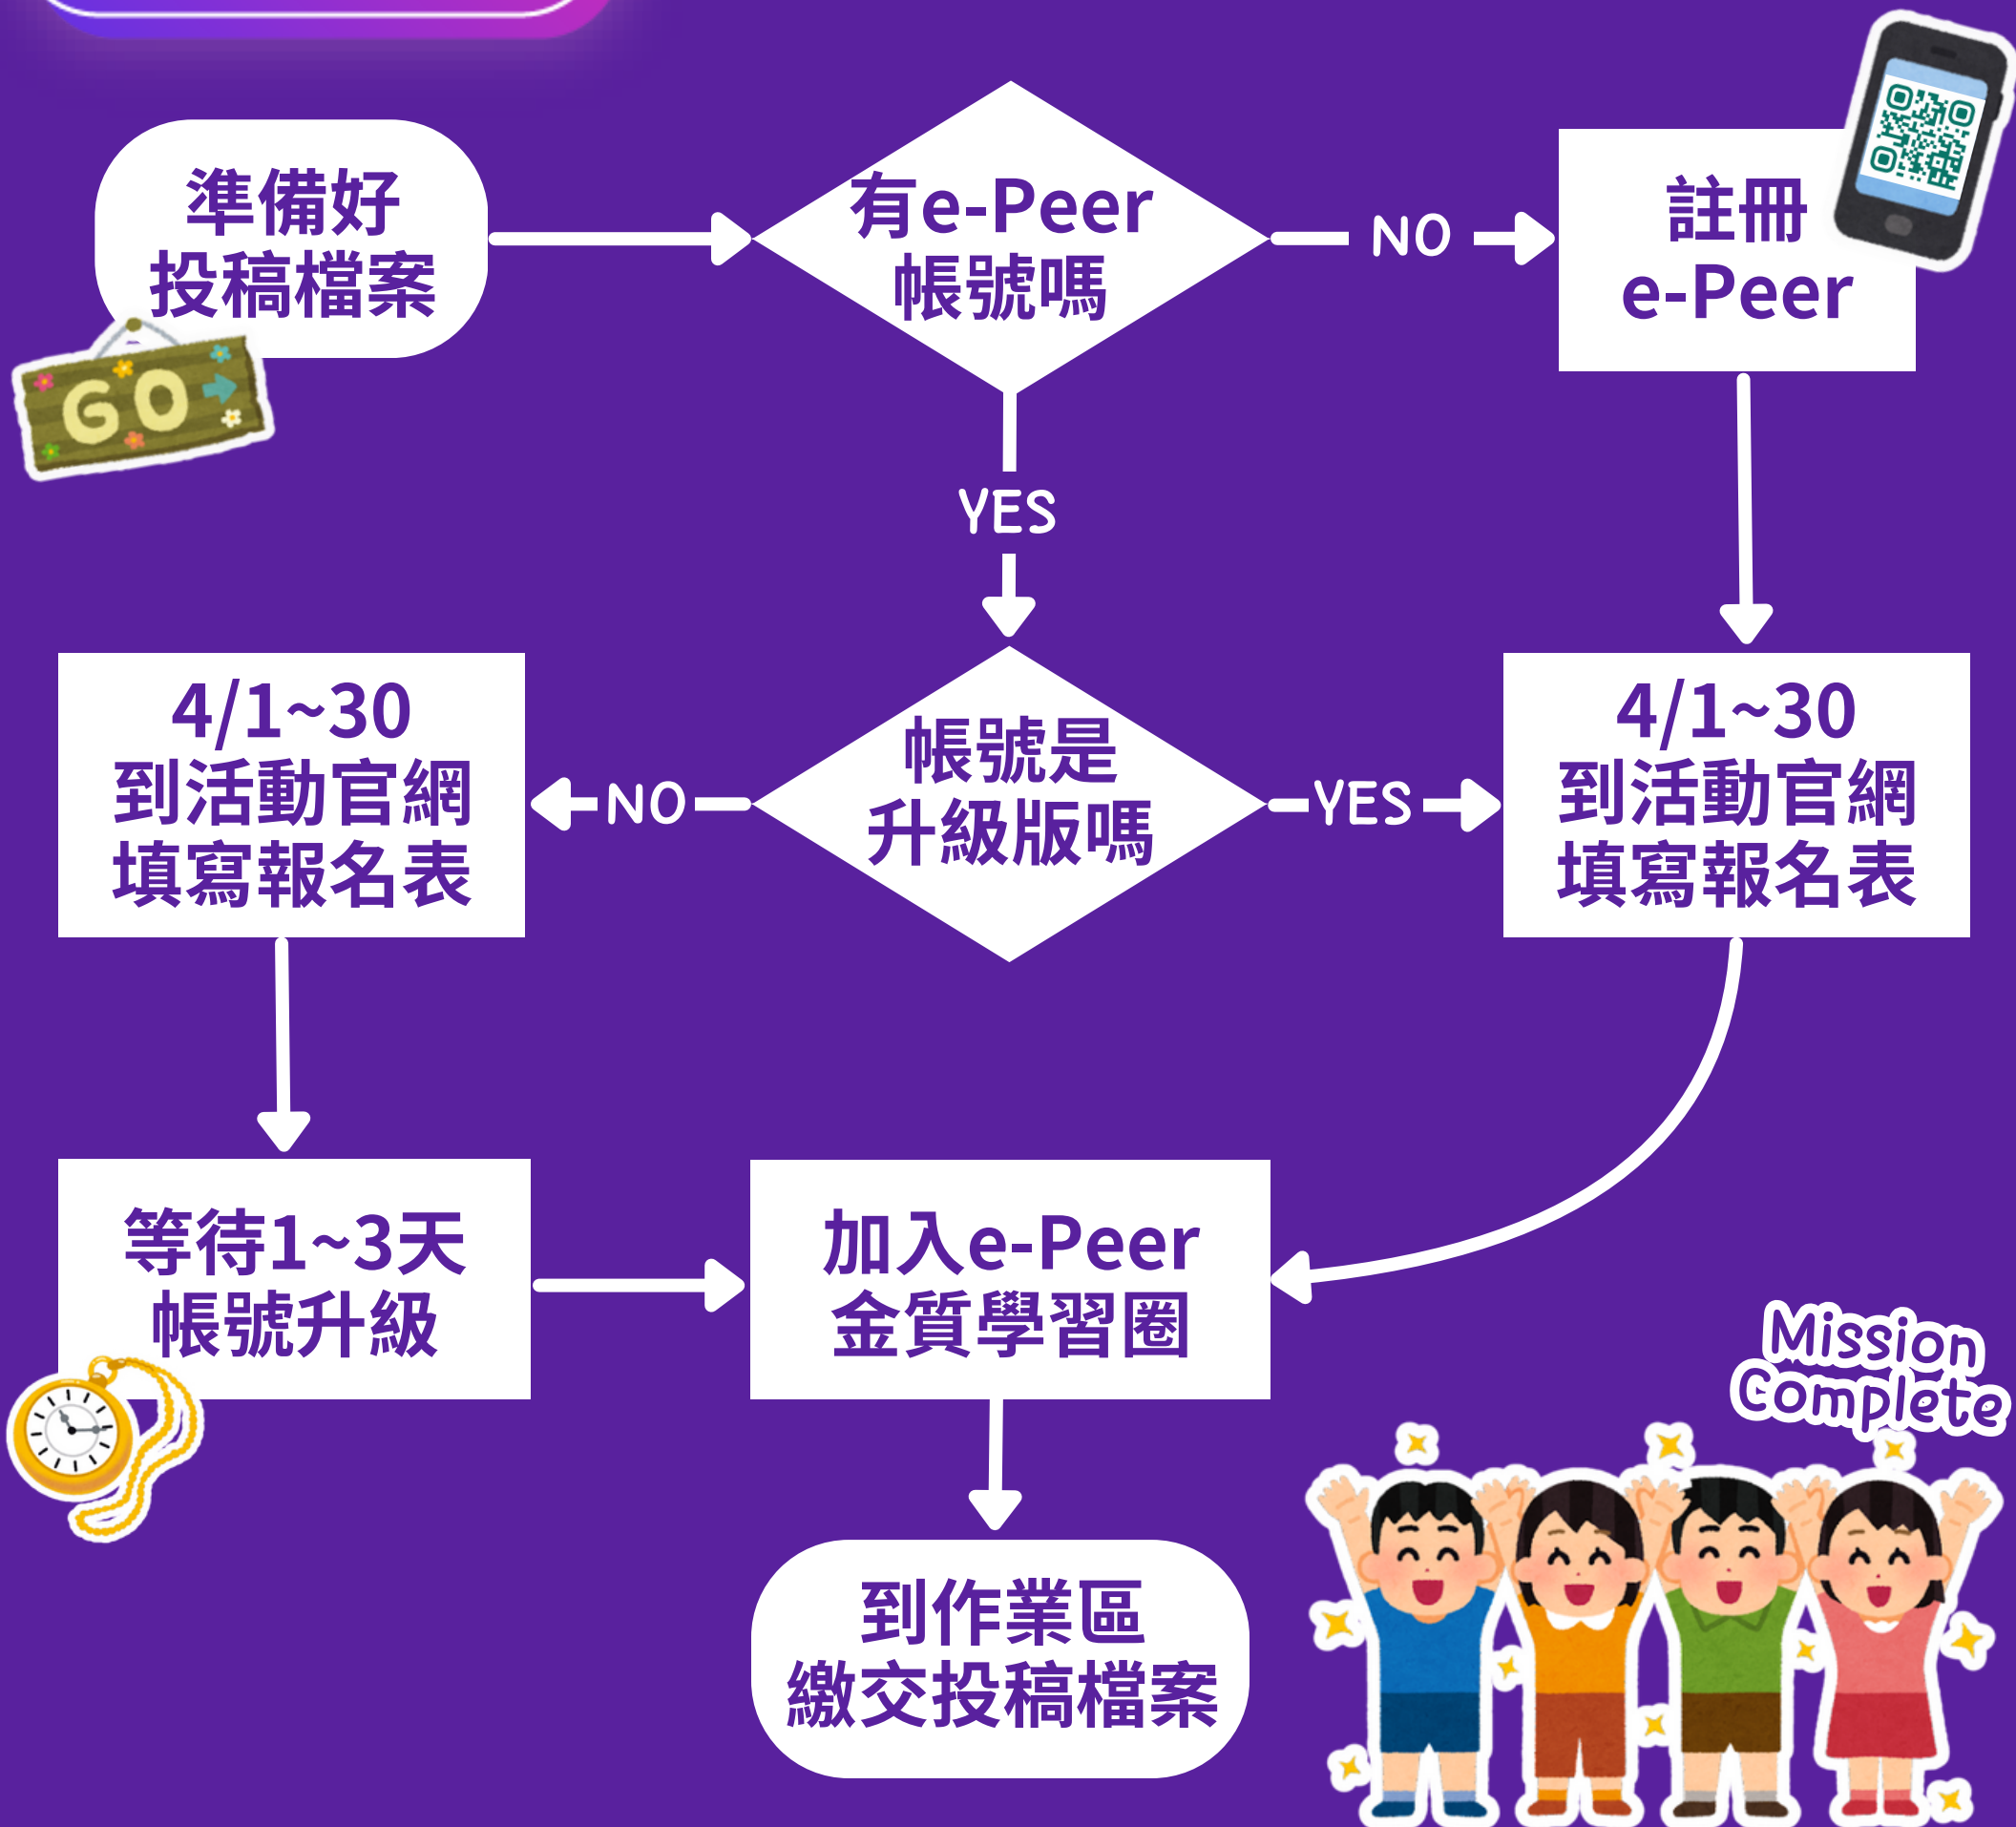 準備好
投稿檔案
GO
有e-Peer
帳號嗎
NO
註冊
e-Peer
YES
4/1~30
到活動官網
填寫報名表
NO
帳號是
升級版嗎
YES
4/1~30
到活動官網
填寫報名表
等待1~3天
帳號升級
加入e-Peer
金質學習圈
Mission
Complete
到作業區
繳交投稿檔案